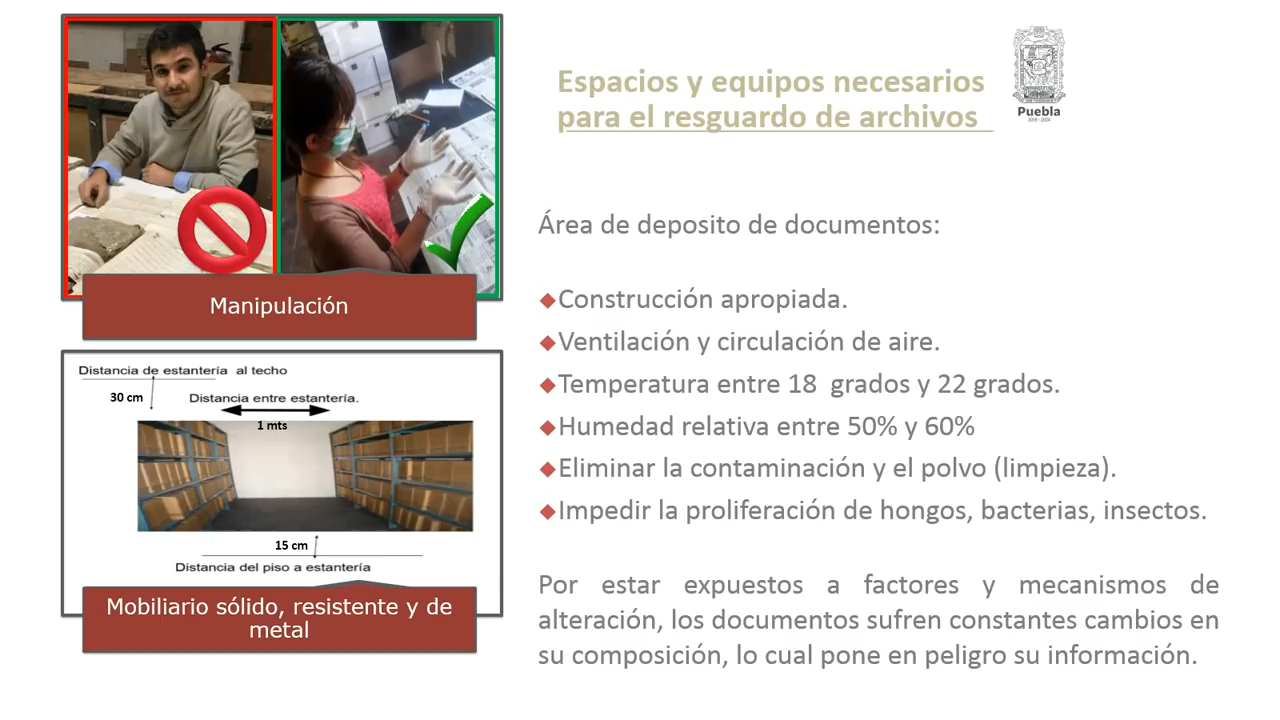 Espacios y equipos necesarios
para el resguardo de archivos
Puebla
2019 - 2024
Manipulación
Distancia de estantería al techo
30 cm
Distancia entre estantería.
1 mts
15 cm
Distancia del piso a estantería
Mobiliario sólido, resistente y de
metal
Área de deposito de documentos:
Construcción apropiada.
Ventilación y circulación de aire.
Temperatura entre 18 grados y 22 grados.
Humedad relativa entre 50% y 60%
Eliminar la contaminación y el polvo (limpieza).
Impedir la proliferación de hongos, bacterias, insectos.
Por estar expuestos a factores y mecanismos de
alteración, los documentos sufren constantes cambios en
su composición, lo cual pone en peligro su información.